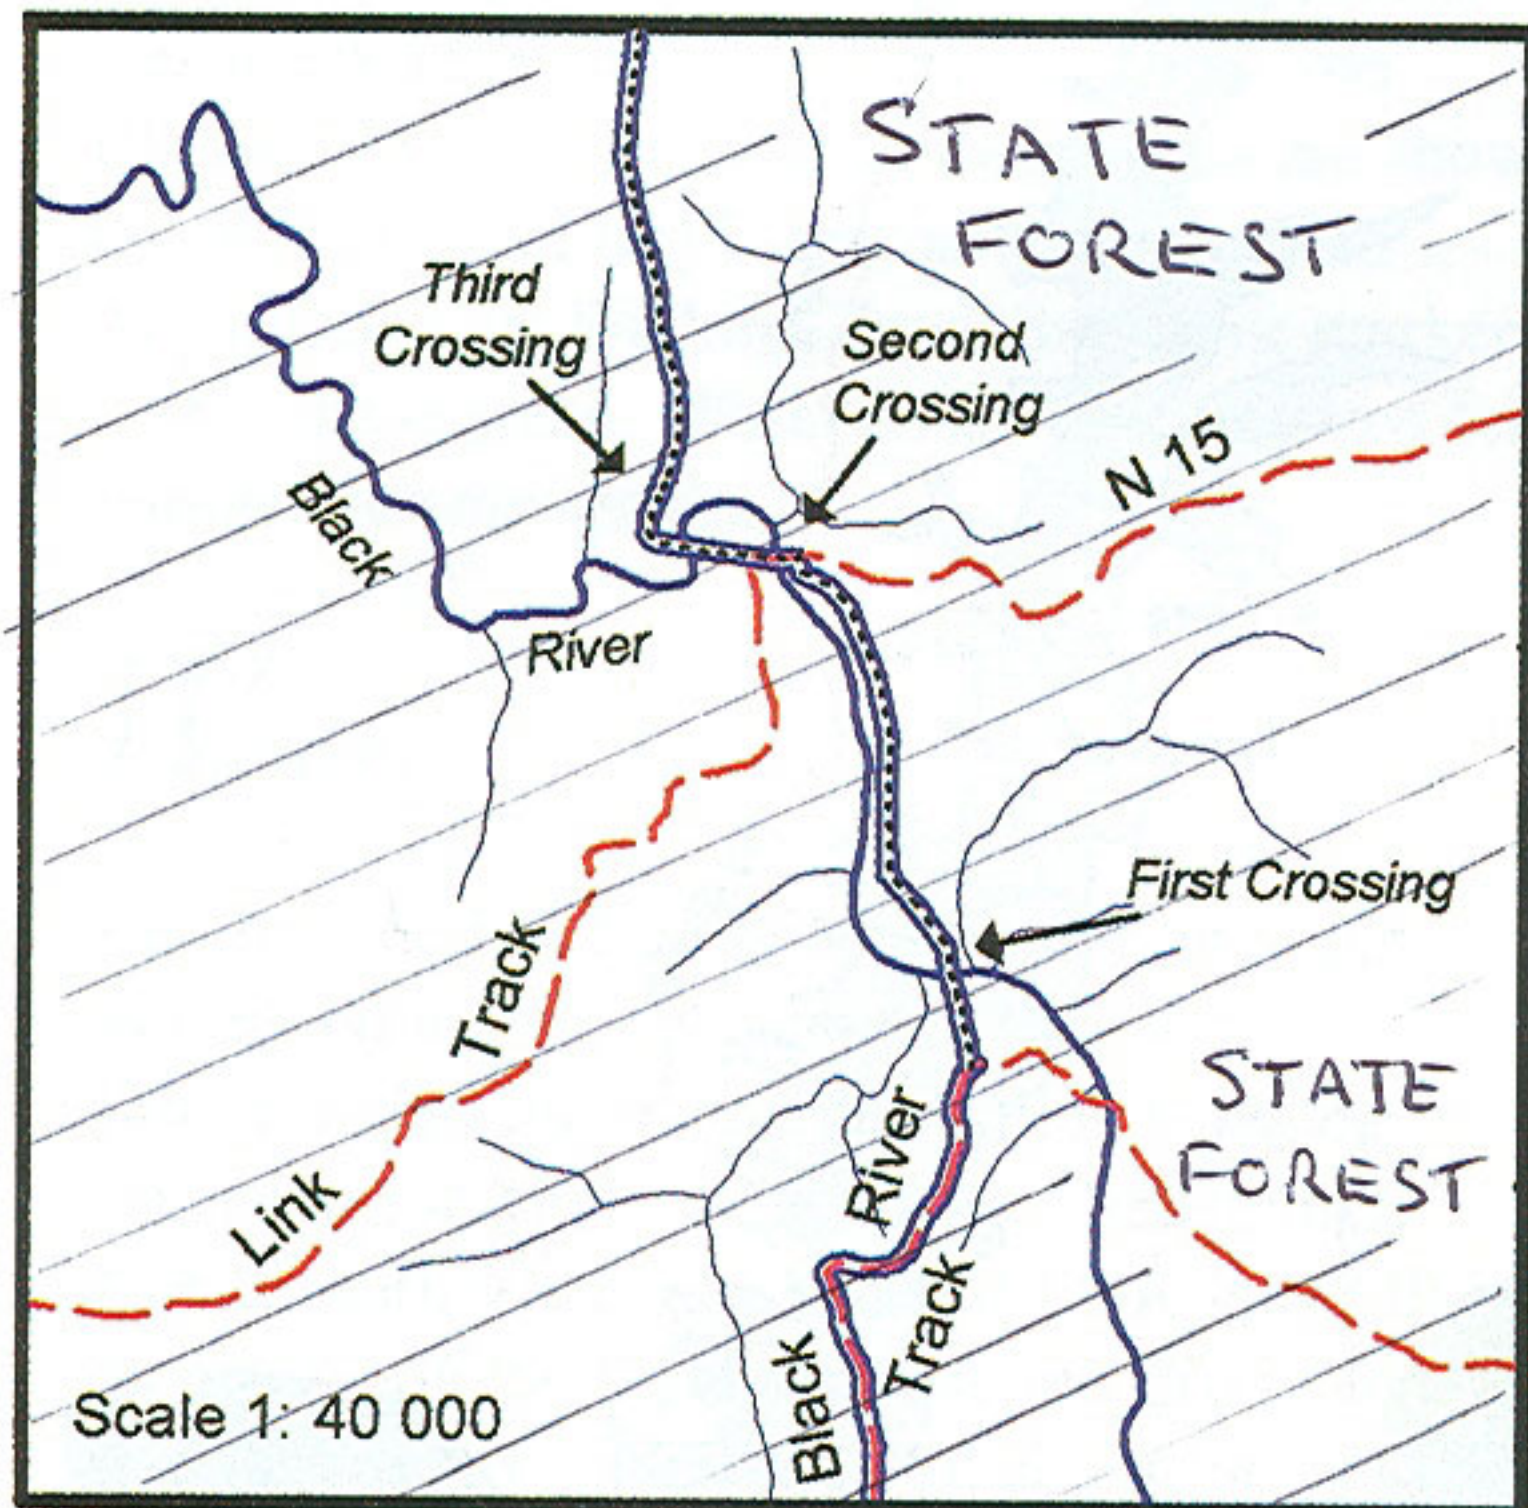 STATE
FOREST
Third
Crossing
Second
Crossing
N 15
Black
River
First Crossing
Track
Link
STATE
FOREST
River
Track
Black
Scale 1: 40 000